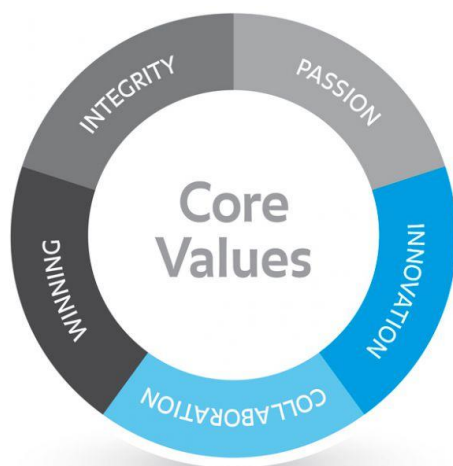 Core
Values
PASSION
INNOVATION
COLLABORATION
WINNING
INTEGRITY